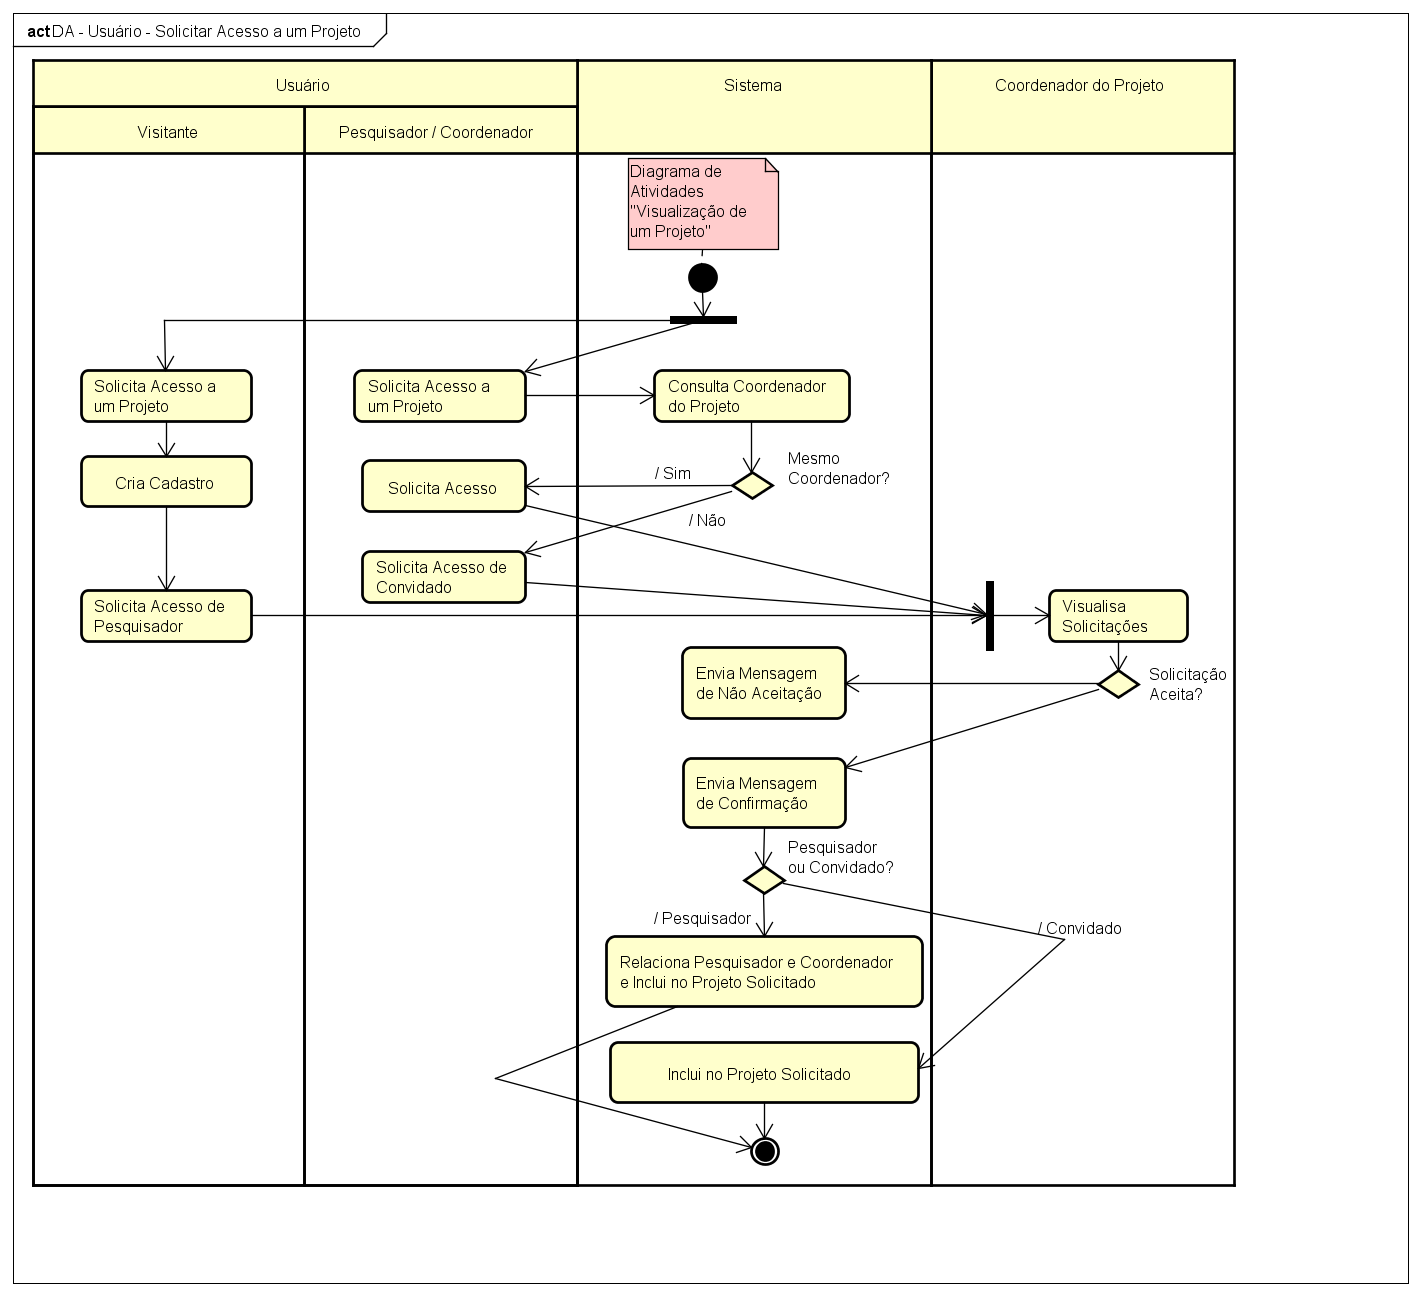 act DA - Usuário - Solicitar Acesso a um Projeto
Usuário
Sistema
Coordenador do Projeto
Visitante
Pesquisador / Coordenador
Diagrama de
Atividades
"Visualização de
um Projeto"
Solicita Acesso a
um Projeto
Solicita Acesso a
um Projeto
Consulta Coordenador
do Projeto
Cria Cadastro
Solicita Acesso
/ Sim
Mesmo
Coordenador?
/ Não
Solicita Acesso de
Convidado
Solicita Acesso de
Pesquisador
Visualisa
Solicitações
Envia Mensagem
de Não Aceitação
Solicitação
Aceita?
Envia Mensagem
de Confirmação
Pesquisador
ou Convidado?
/ Pesquisador
/ Convidado
Relaciona Pesquisador e Coordenador
e Inclui no Projeto Solicitado
Inclui no Projeto Solicitado